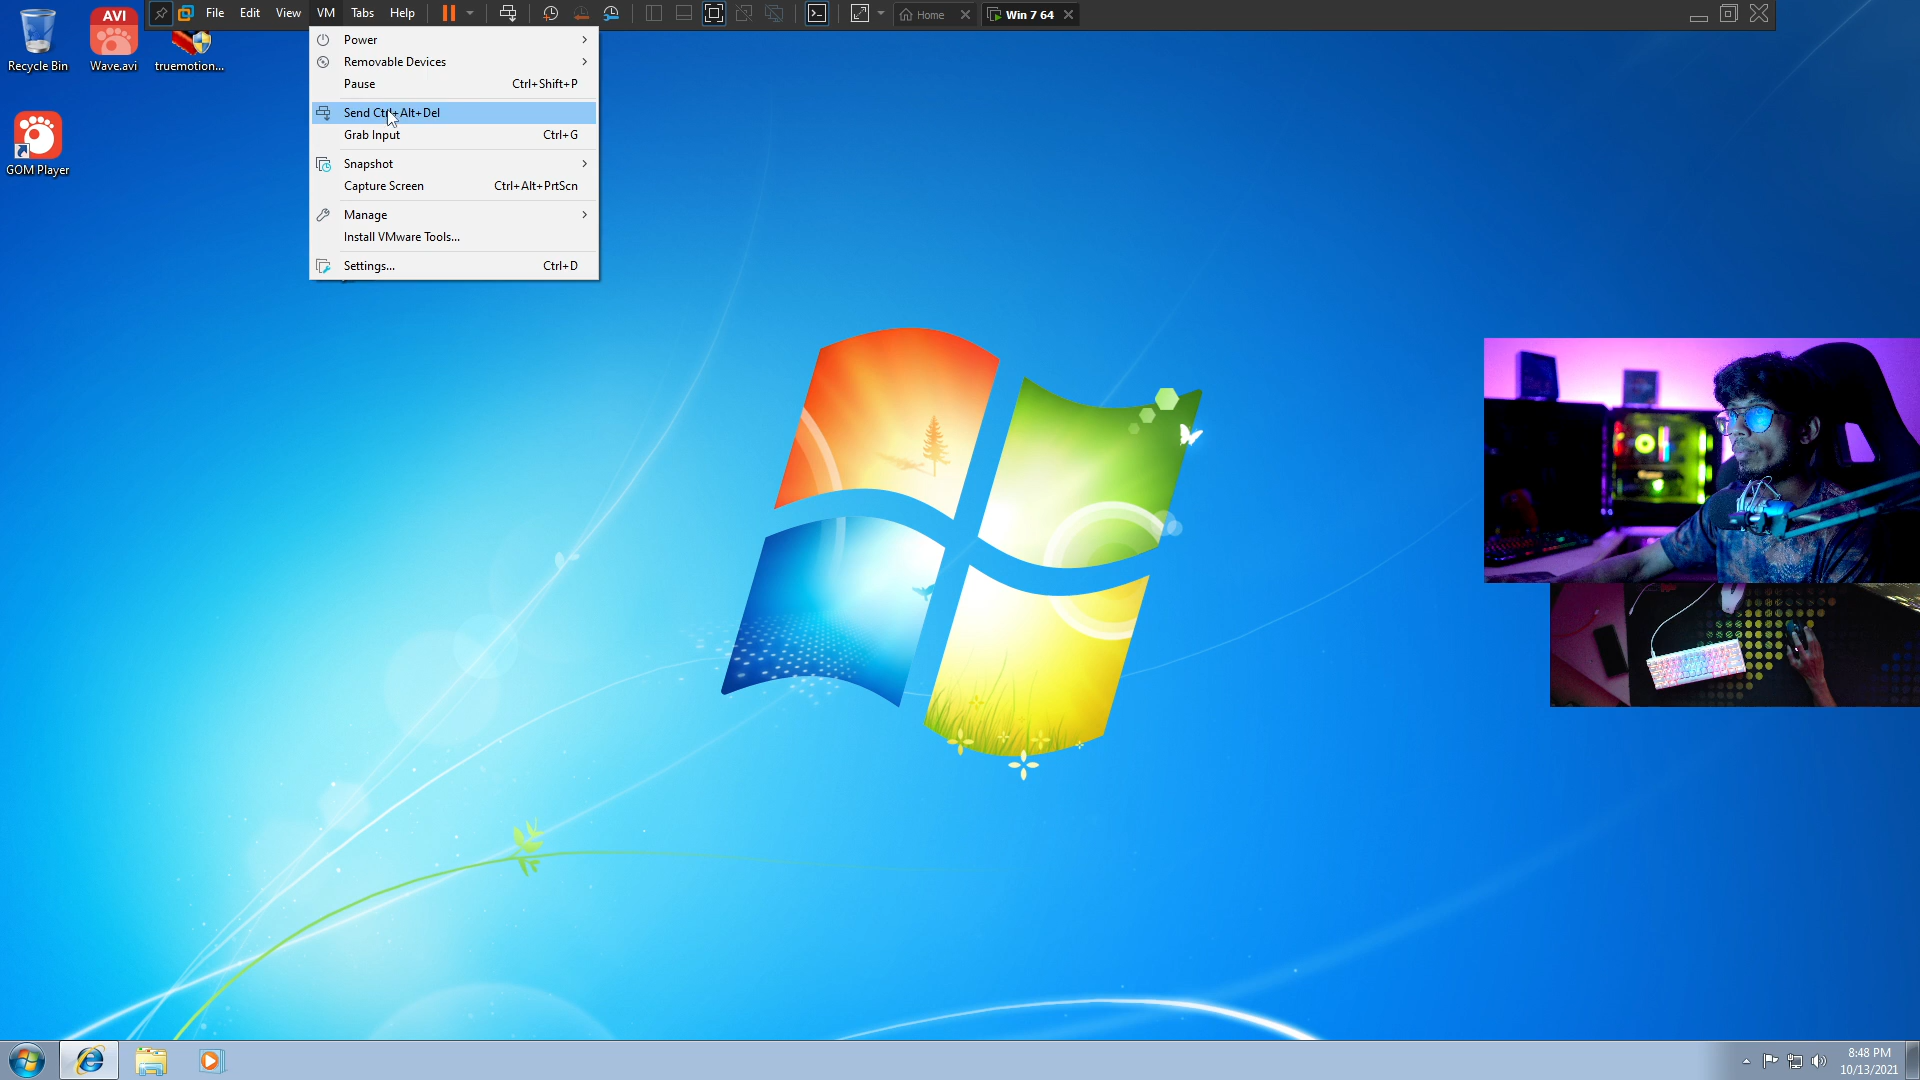 File Edit View VM Tabs Help
Home
Win 7 64
Recycle Bin
AVI
Wave.avi
truemotion...
GOM Player
Power
Removable Devices
Pause Ctrl+Shift+P
Send Ctrl+Alt+Del
Grab Input Ctrl+G
Snapshot
Capture Screen Ctrl+Alt+PrtScn
Manage
Install VMware Tools...
Settings... Ctrl+D
8:48 PM
10/13/2021